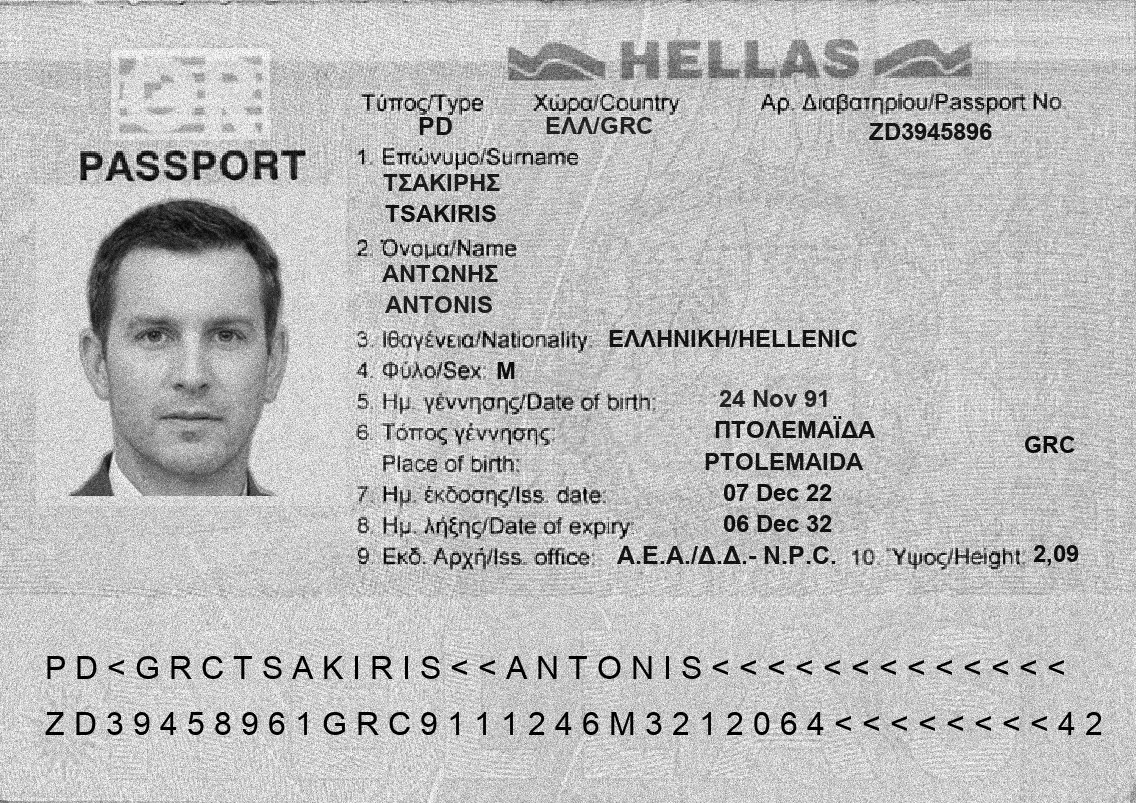 GR
HELLAS
PASSPORT
Τύπος/Type Χώρα/Country Αρ. Διαβατηρίου/Passport No.
PD ΕΛΛ/GRC ZD3945896
1. Επώνυμο/Surname
ΤΣΑΚΙΡΗΣ
TSAKIRIS
2. Όνομα/Name
ΑΝΤΩΝΗΣ
ANTONIS
3. Ιθαγένεια/Nationality: ΕΛΛΗΝΙΚΗ/HELLENIC
4. Φύλο/Sex: M
5. Ημ. γέννησης/Date of birth: 24 Nov 91
6. Τόπος γέννησης: ΠΤΟΛΕΜΑΪΔΑ
Place of birth: PTOLEMAIDA GRC
7. Ημ. έκδοσης/Iss. date: 07 Dec 22
8. Ημ. λήξης/Date of expiry: 06 Dec 32
9. Εκδ. Αρχή/Iss. office: Α.Ε.Α./Δ.Δ.- N.P.C. 10. Ύψος/Height: 2,09
PD<GRCTSAKIRIS<<ANTONIS<<<<<<<<<<<<<
ZD39458961GRC9111246M3212064<<<<<<<<42